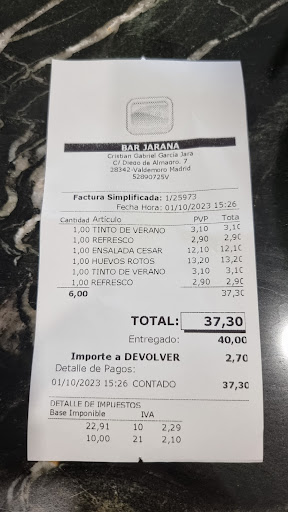 BAR JARANA
Cristian Gabriel García Jara
C/ Diego de Almagro, 7
28342-Valdemoro Madrid
52890725V
Factura Simplificada: 1/25973
Fecha Hora: 01/10/2023 15:26
Cantidad Artículo PVP Total
1,00 TINTO DE VERANO 3,10 3,10
1,00 REFRESCO 2,90 2,90
1,00 ENSALADA CESAR 12,10 12,10
1,00 HUEVOS ROTOS 13,20 13,20
1,00 TINTO DE VERANO 3,10 3,10
1,00 REFRESCO 2,90 2,90
6,00 37,30
TOTAL: 37,30
Entregado: 40,00
Importe a DEVOLVER 2,70
Detalle de Pagos:
01/10/2023 15:26 CONTADO 37,30
DETALLE DE IMPUESTOS
Base Imponible IVA
22,91 10 2,29
10,00 21 2,10